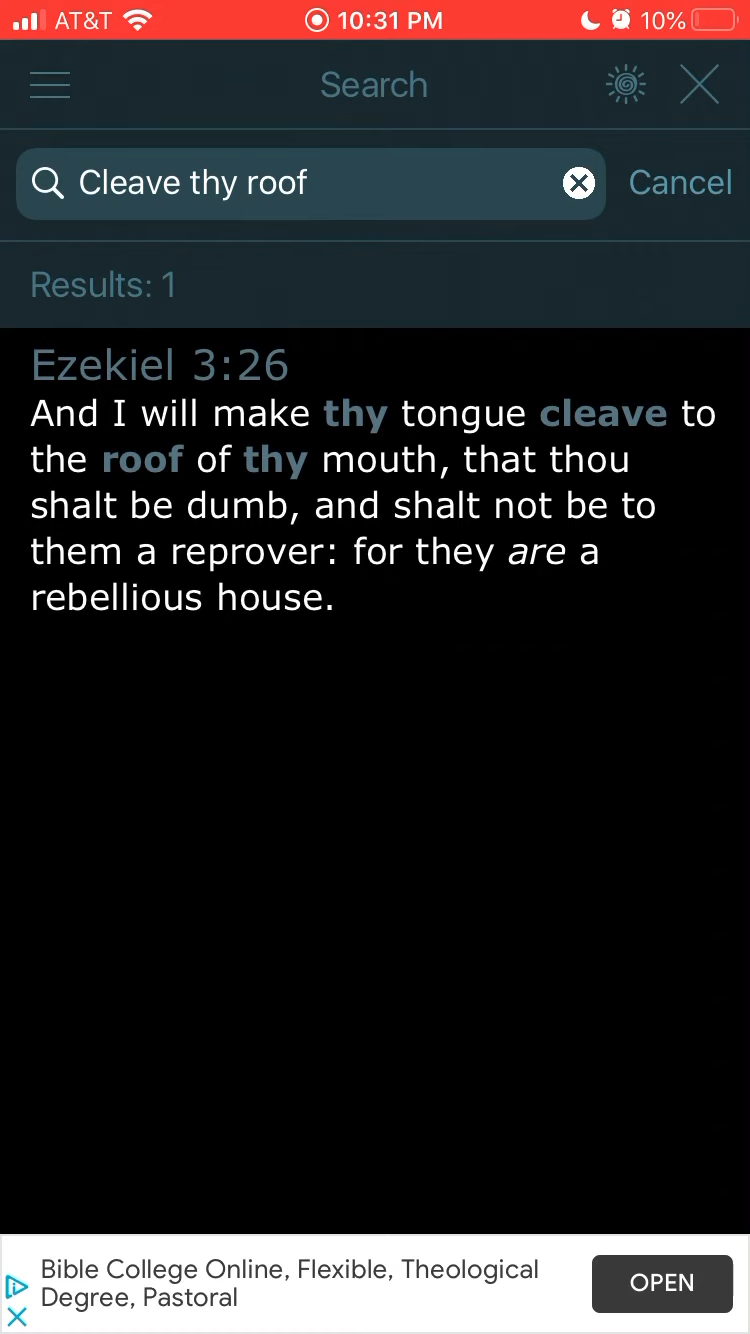 AT&T 10:31 PM 10%
Search
Cleave thy roof Cancel
Results: 1
Ezekiel 3:26
And I will make thy tongue cleave to
the roof of thy mouth, that thou
shalt be dumb, and shalt not be to
them a reprover: for they are a
rebellious house.
Bible College Online, Flexible, Theological
Degree, Pastoral
OPEN